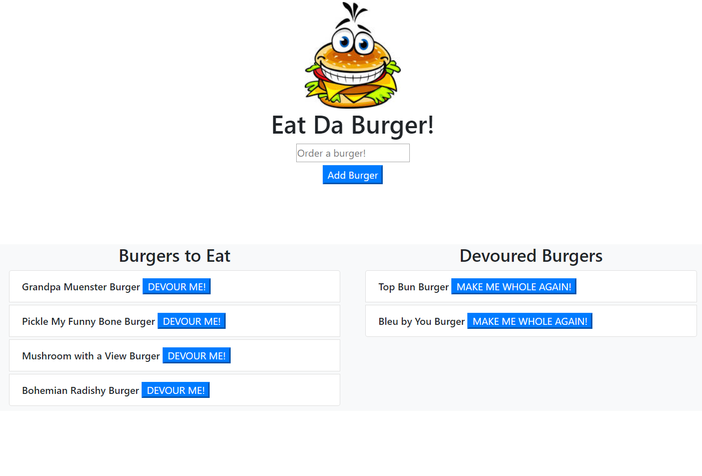 Eat Da Burger!
Order a burger!
Add Burger
Burgers to Eat
Grandpa Muenster Burger DEVOUR ME!
Pickle My Funny Bone Burger DEVOUR ME!
Mushroom with a View Burger DEVOUR ME!
Bohemian Radishy Burger DEVOUR ME!
Devoured Burgers
Top Bun Burger MAKE ME WHOLE AGAIN!
Bleu by You Burger MAKE ME WHOLE AGAIN!